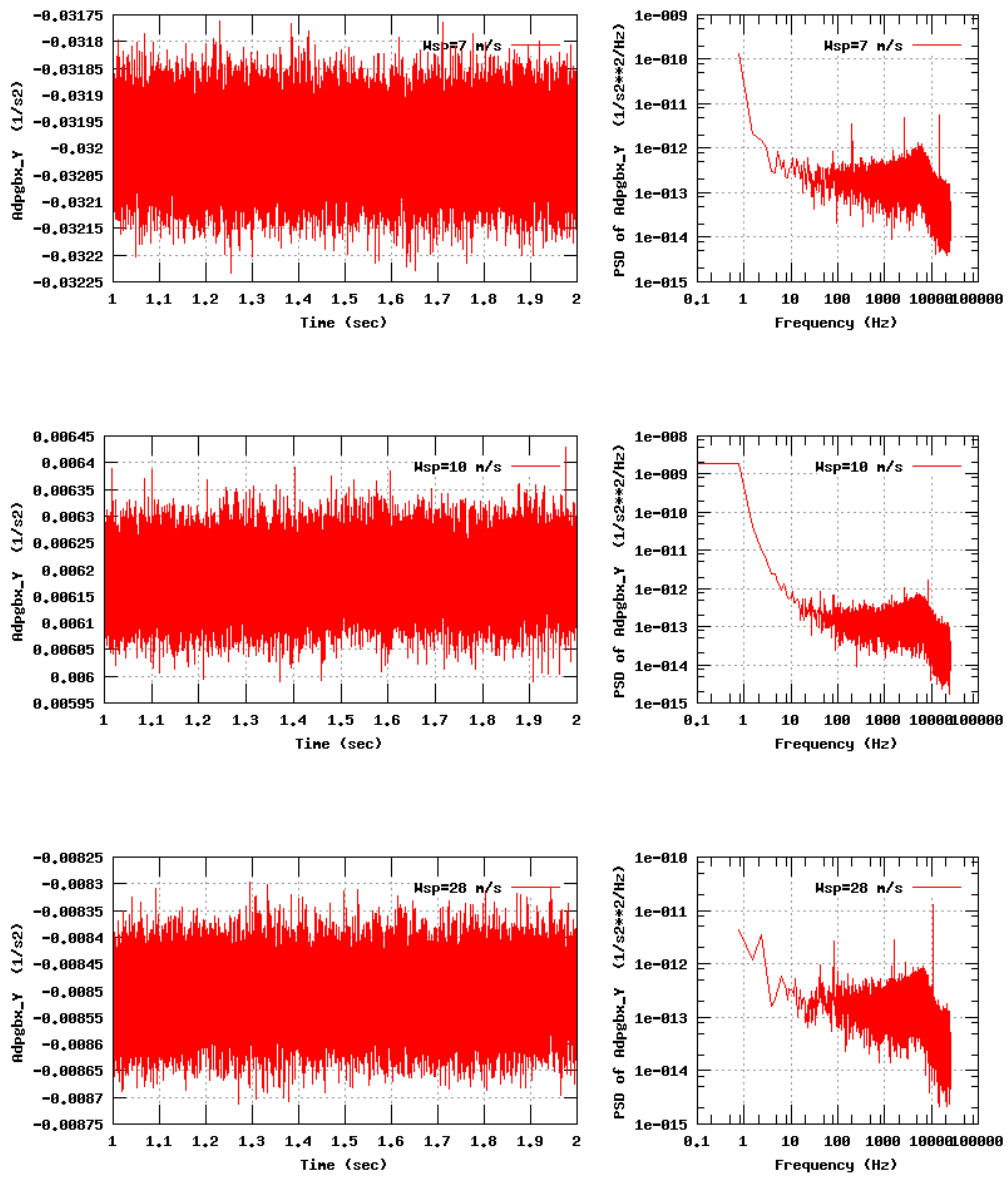 -0.03175
-0.0318
-0.03185
-0.0319
-0.03195
-0.032
-0.03205
-0.0321
-0.03215
-0.0322
-0.03225
Adpgbx_Y (1/s2)
Wsp=7 m/s
1 1.1 1.2 1.3 1.4 1.5 1.6 1.7 1.8 1.9 2
Time (sec)
1e-009
1e-010
1e-011
1e-012
1e-013
1e-014
1e-015
PSD of Adpgbx_Y (1/s2**2/Hz)
Wsp=7 m/s
0.1 1 10 100 1000 10000 100000
Frequency (Hz)
0.00645
0.0064
0.00635
0.0063
0.00625
0.0062
0.00615
0.0061
0.00605
0.006
0.00595
Adpgbx_Y (1/s2)
Wsp=10 m/s
1 1.1 1.2 1.3 1.4 1.5 1.6 1.7 1.8 1.9 2
Time (sec)
1e-008
1e-009
1e-010
1e-011
1e-012
1e-013
1e-014
1e-015
PSD of Adpgbx_Y (1/s2**2/Hz)
Wsp=10 m/s
0.1 1 10 100 1000 10000 100000
Frequency (Hz)
-0.00825
-0.0083
-0.00835
-0.0084
-0.00845
-0.0085
-0.00855
-0.0086
-0.00865
-0.0087
-0.00875
Adpgbx_Y (1/s2)
Wsp=28 m/s
1 1.1 1.2 1.3 1.4 1.5 1.6 1.7 1.8 1.9 2
Time (sec)
1e-010
1e-011
1e-012
1e-013
1e-014
1e-015
PSD of Adpgbx_Y (1/s2**2/Hz)
Wsp=28 m/s
0.1 1 10 100 1000 10000 100000
Frequency (Hz)